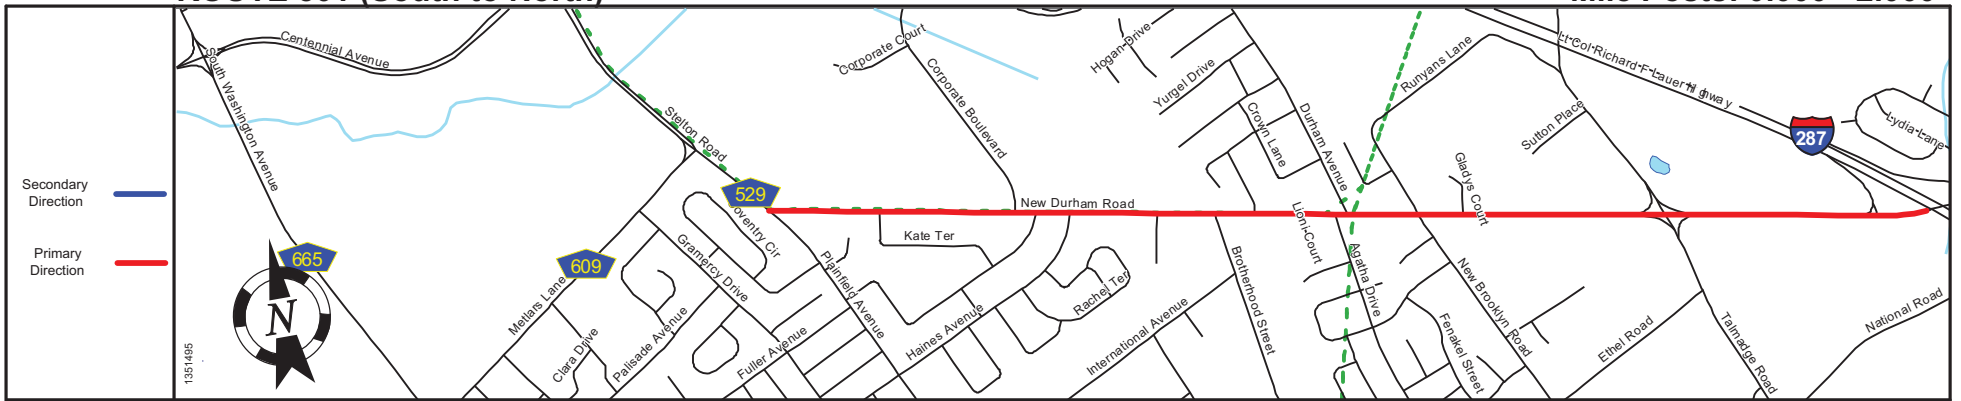 Secondary
Direction
Primary
Direction
Centennial Avenue
South Washington Avenue
Stelton Road
Corporate Court
Corporate Boulevard
Hogan Drive
Yurgel Drive
Crown Lane
Durham Avenue
Runyans Lane
Lt Col Richard F Lauer Highway
Sutton Place
Gladys Court
287
Lydia Lane
529
New Durham Road
Coventry Cir
Kate Ter
Gramercy Drive
Plainfield Avenue
665
609
Metlars Lane
Clara Drive
Palisade Avenue
Fuller Avenue
Haines Avenue
Rachel Ter
International Avenue
Brotherhood Street
Lioni Court
Agatha Drive
New Brooklyn Road
Fenakel Street
Ethel Road
Talmadge Road
National Road
N
1351495